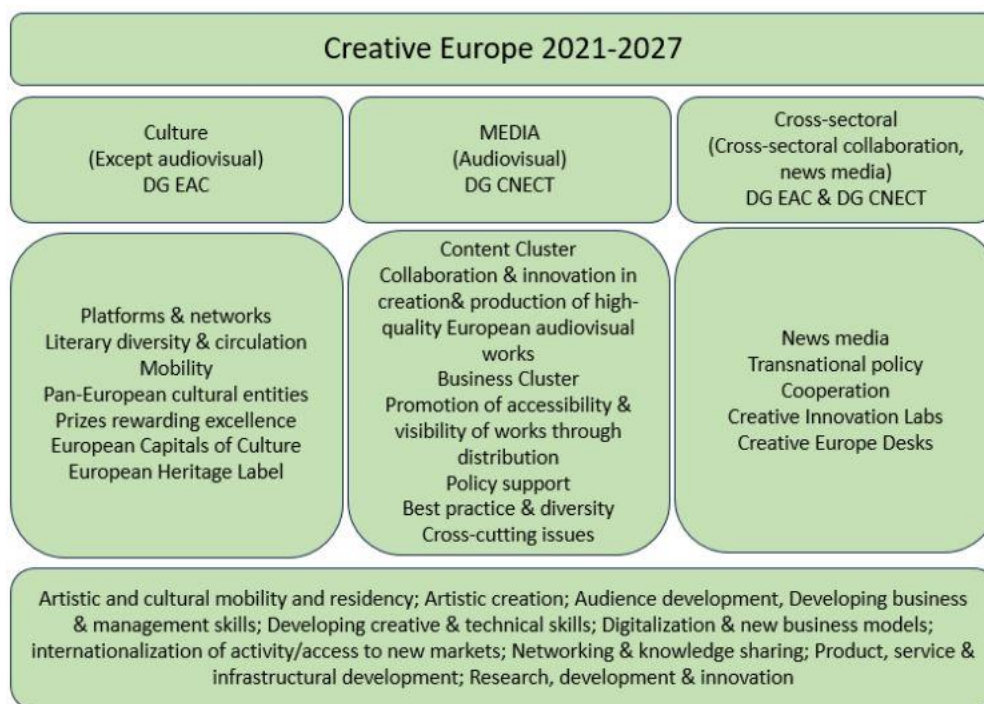 Creative Europe 2021-2027
Culture
(Except audiovisual)
DG EAC
MEDIA
(Audiovisual)
DG CNECT
Cross-sectoral
(Cross-sectoral collaboration,
news media)
DG EAC & DG CNECT
Platforms & networks
Literary diversity & circulation
Mobility
Pan-European cultural entities
Prizes rewarding excellence
European Capitals of Culture
European Heritage Label
Content Cluster
Collaboration & innovation in
creation& production of high-
quality European audiovisual
works
Business Cluster
Promotion of accessibility &
visibility of works through
distribution
Policy support
Best practice & diversity
Cross-cutting issues
News media
Transnational policy
Cooperation
Creative Innovation Labs
Creative Europe Desks
Artistic and cultural mobility and residency; Artistic creation; Audience development, Developing business
& management skills; Developing creative & technical skills; Digitalization & new business models;
internationalization of activity/access to new markets; Networking & knowledge sharing; Product, service &
infrastructural development; Research, development & innovation